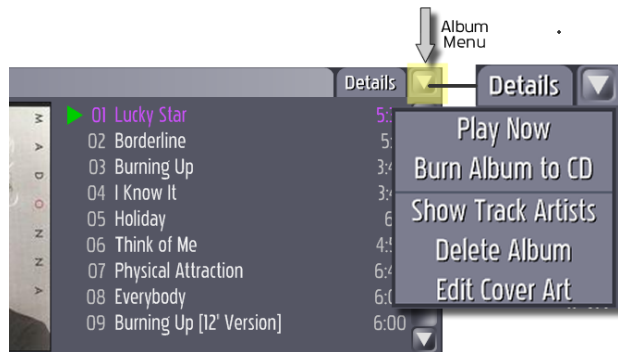 Album
Menu
Details
Details
Play Now
Burn Album to CD
Show Track Artists
Delete Album
Edit Cover Art
MADONNA
01 Lucky Star
02 Borderline
03 Burning Up
04 I Know It
05 Holiday
06 Think of Me
07 Physical Attraction
08 Everybody
09 Burning Up [12' Version] 6:00